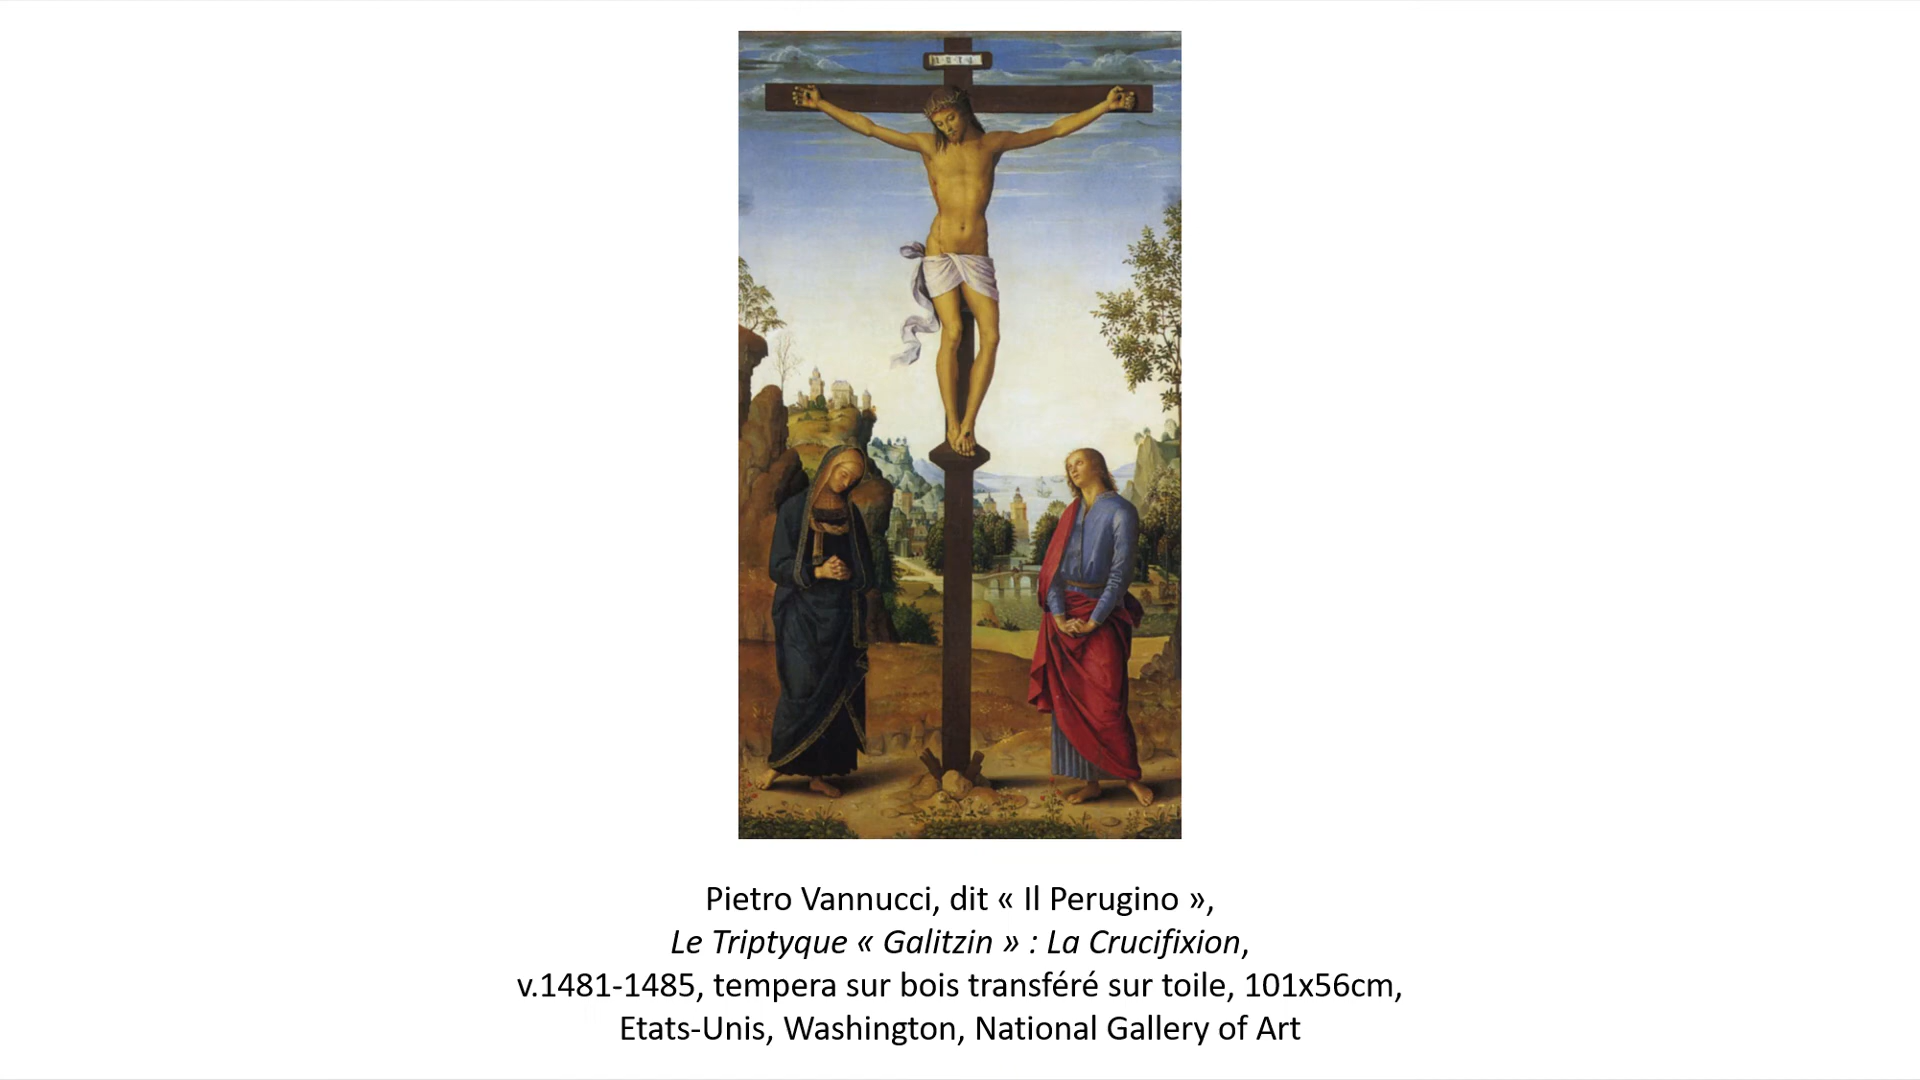 Pietro Vannucci, dit « Il Perugino »,
Le Triptyque « Galitzin » : La Crucifixion,
v.1481-1485, tempera sur bois transféré sur toile, 101x56cm,
Etats-Unis, Washington, National Gallery of Art